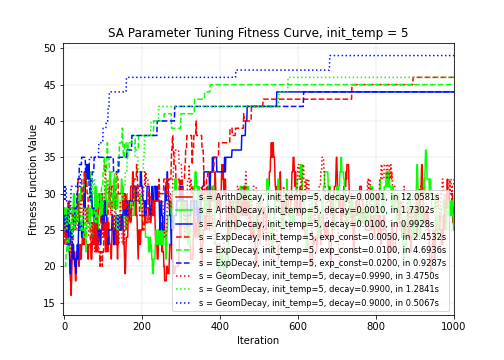 SA Parameter Tuning Fitness Curve, init_temp = 5
Fitness Function Value
50
45
40
35
30
25
20
15
s = ArithDecay, init_temp=5, decay=0.0001, in 12.0581s
s = ArithDecay, init_temp=5, decay=0.0010, in 1.7302s
s = ArithDecay, init_temp=5, decay=0.0100, in 0.9928s
s = ExpDecay, init_temp=5, exp_const=0.0050, in 2.4532s
s = ExpDecay, init_temp=5, exp_const=0.0100, in 4.6936s
s = ExpDecay, init_temp=5, exp_const=0.0200, in 0.9287s
s = GeomDecay, init_temp=5, decay=0.9990, in 3.4750s
s = GeomDecay, init_temp=5, decay=0.9900, in 1.2841s
s = GeomDecay, init_temp=5, decay=0.9000, in 0.5067s
0 200 400 600 800 1000
Iteration